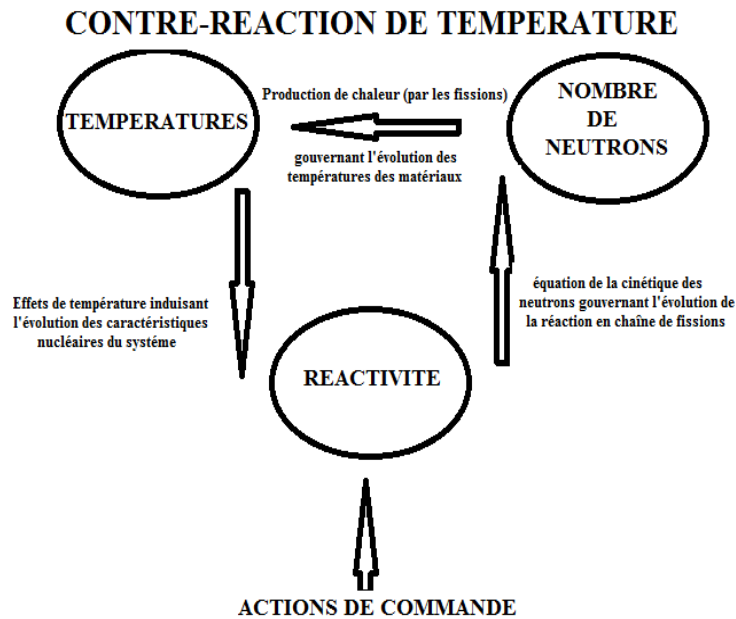 CONTRE-REACTION DE TEMPERATURE
TEMPERATURES
Production de chaleur (par les fissions)
gouvernant l'évolution des
températures des matériaux
NOMBRE
DE
NEUTRONS
Effets de température induisant
l'évolution des caractéristiques
nucléaires du systéme
équation de la cinétique des
neutrons gouvernant l'évolution de
la réaction en chaîne de fissions
REACTIVITE
ACTIONS DE COMMANDE